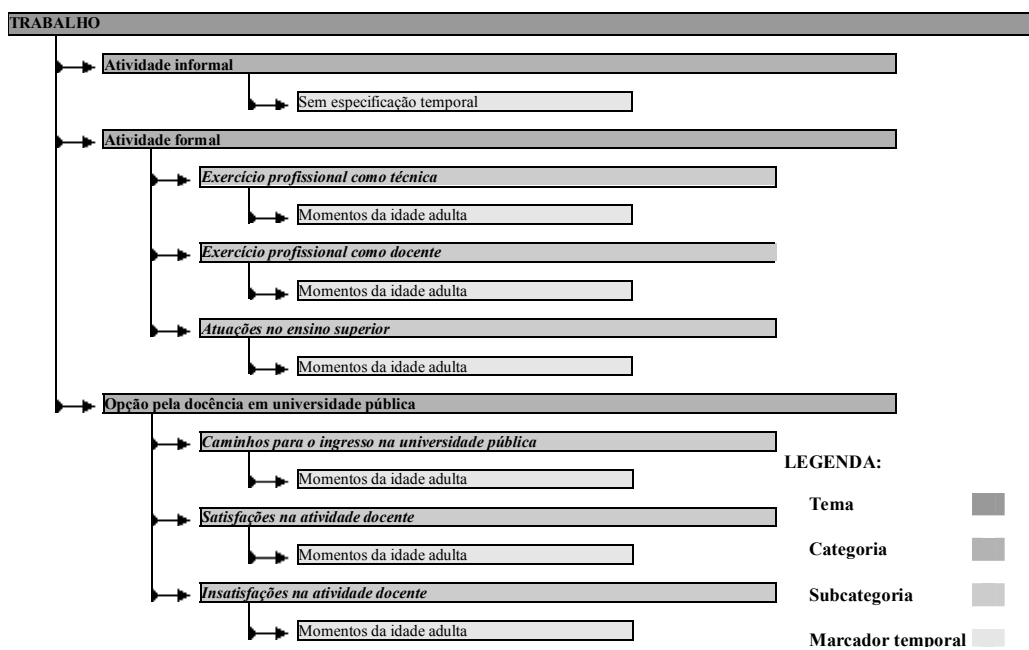 TRABALHO
Atividade informal
Sem especificação temporal
Atividade formal
Exercício profissional como técnica
Momentos da idade adulta
Exercício profissional como docente
Momentos da idade adulta
Atuações no ensino superior
Momentos da idade adulta
Opção pela docência em universidade pública
Caminhos para o ingresso na universidade pública
Momentos da idade adulta
Satisfações na atividade docente
Momentos da idade adulta
Insatisfações na atividade docente
Momentos da idade adulta
LEGENDA:
Tema
Categoria
Subcategoria
Marcador temporal